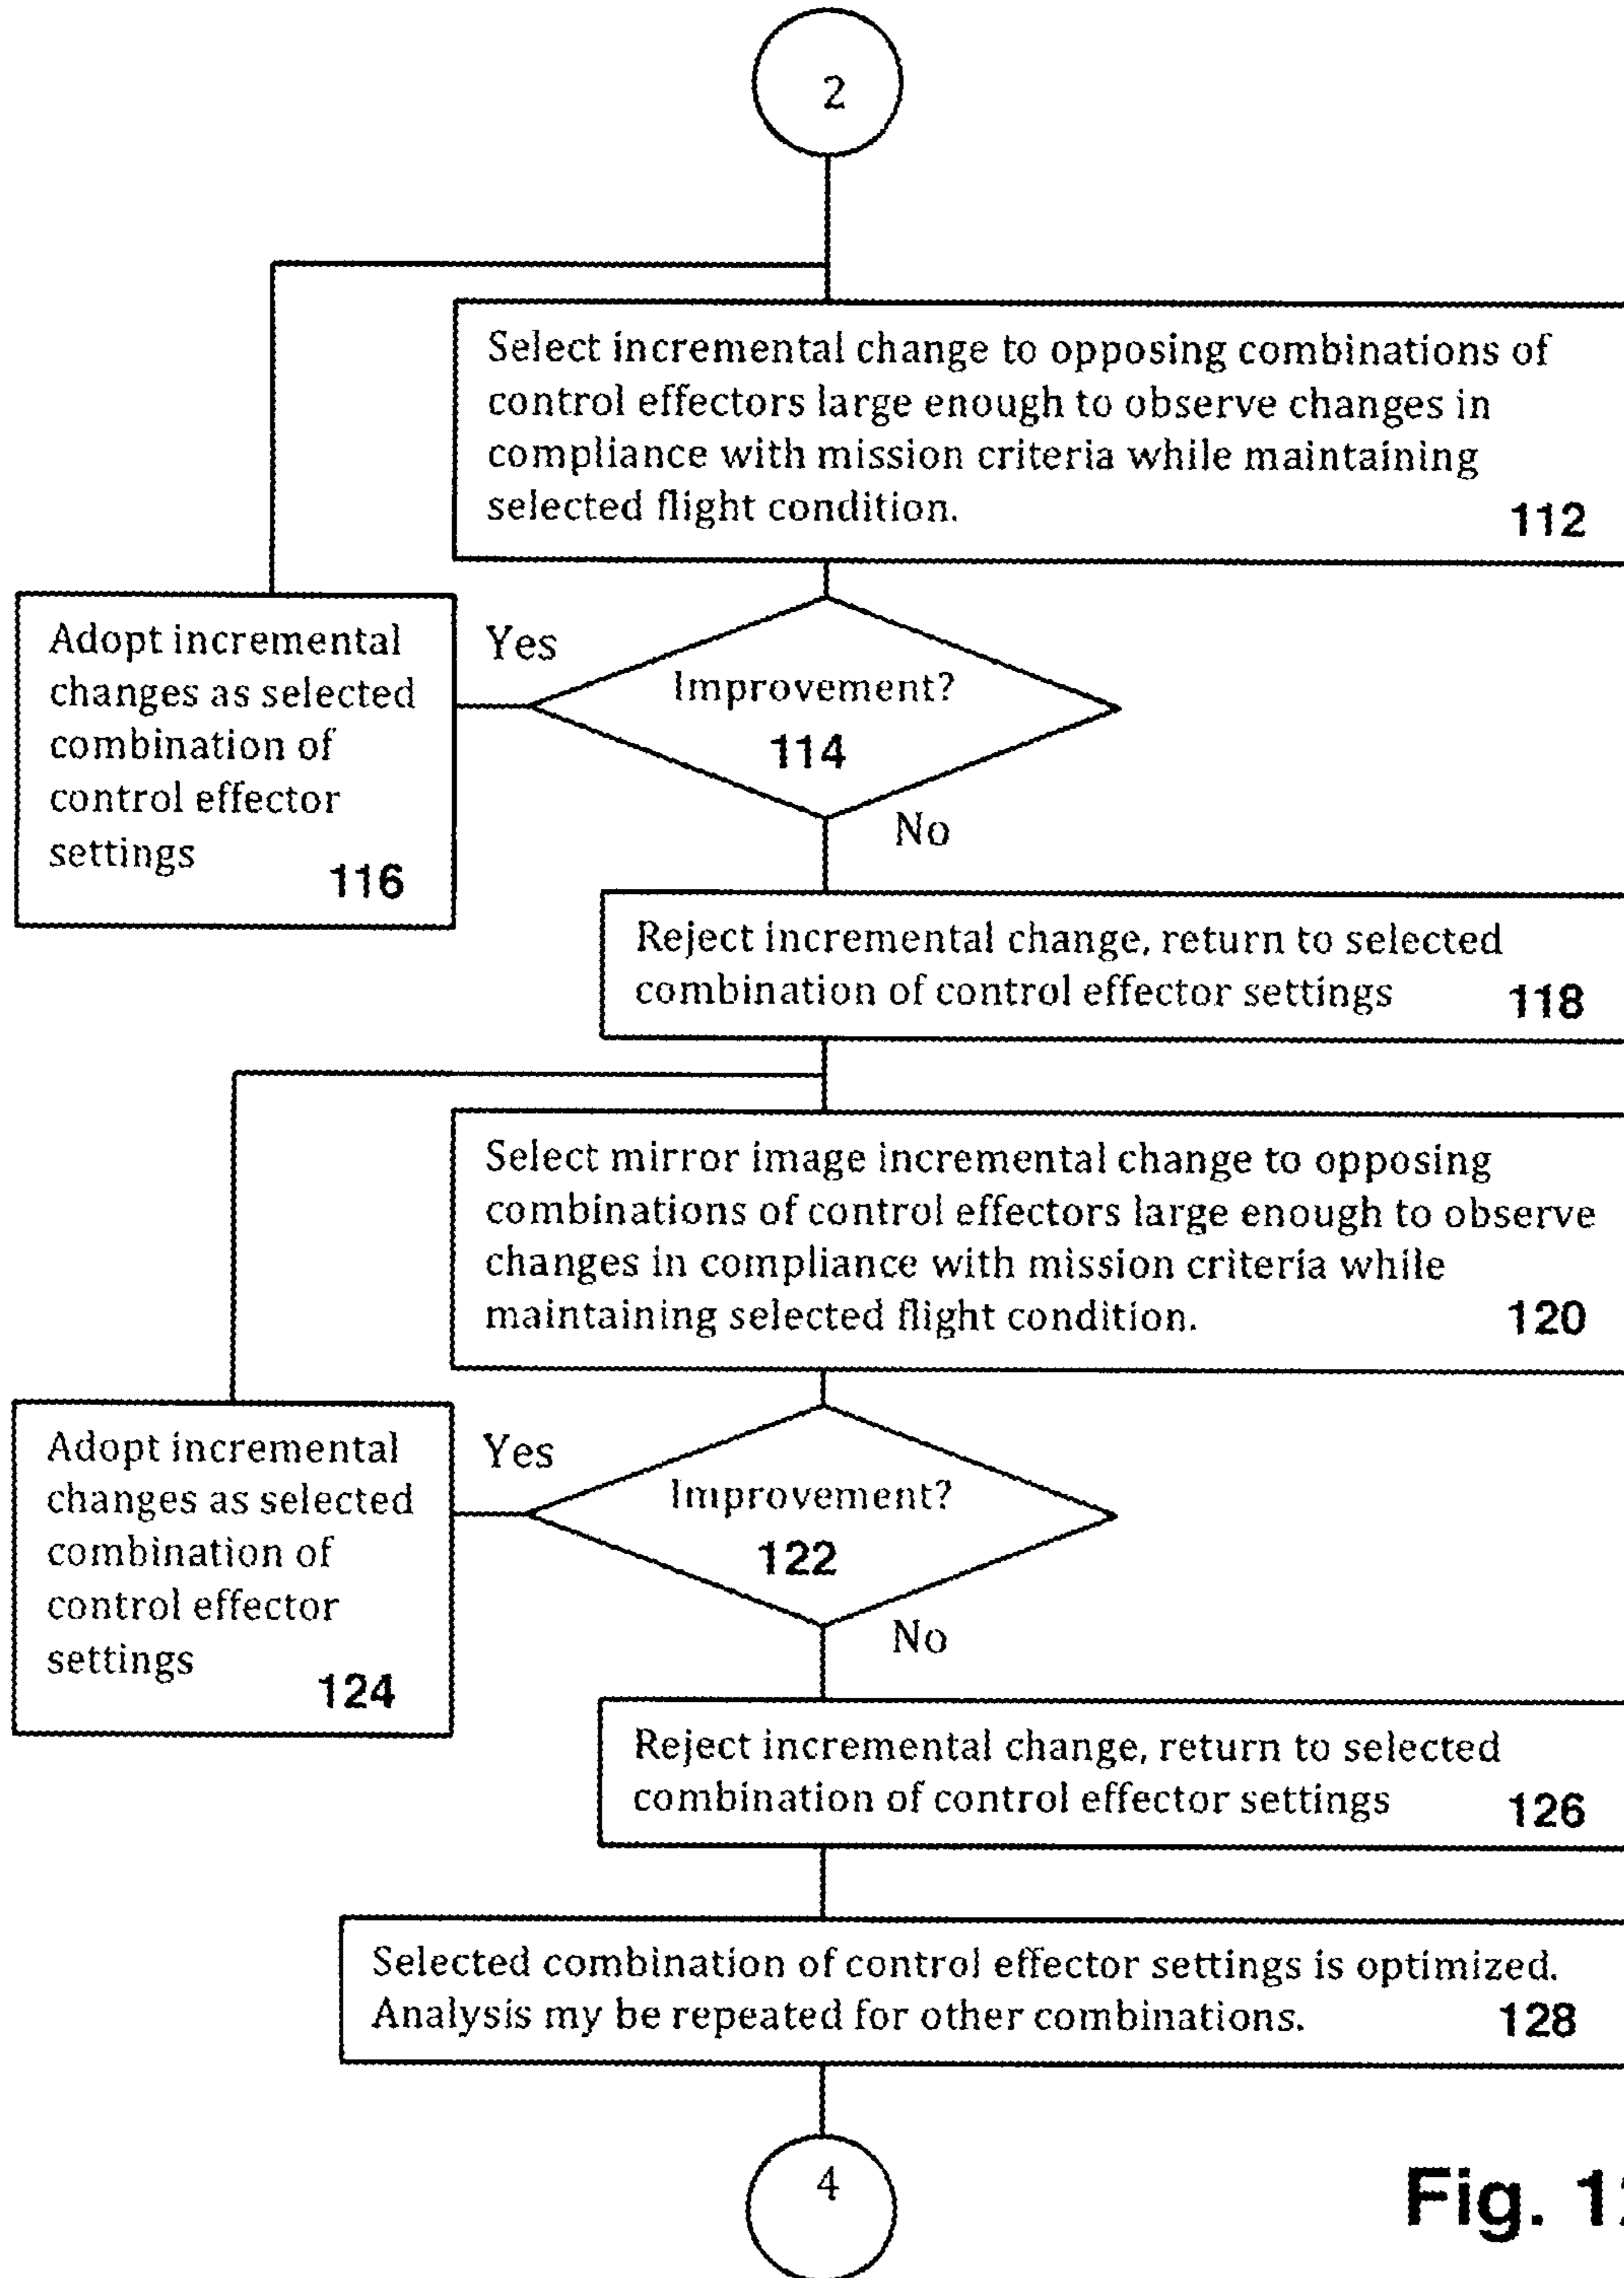 2
Select incremental change to opposing combinations of
control effectors large enough to observe changes in
compliance with mission criteria while maintaining
selected flight condition.
112
Adopt incremental
changes as selected
combination of
control effector
settings
116
Yes
Improvement?
114
No
Reject incremental change, return to selected
combination of control effector settings
118
Select mirror image incremental change to opposing
combinations of control effectors large enough to observe
changes in compliance with mission criteria while
maintaining selected flight condition.
120
Adopt incremental
changes as selected
combination of
control effector
settings
124
Yes
Improvement?
122
No
Reject incremental change, return to selected
combination of control effector settings
126
Selected combination of control effector settings is optimized.
Analysis my be repeated for other combinations.
128
4
Fig.